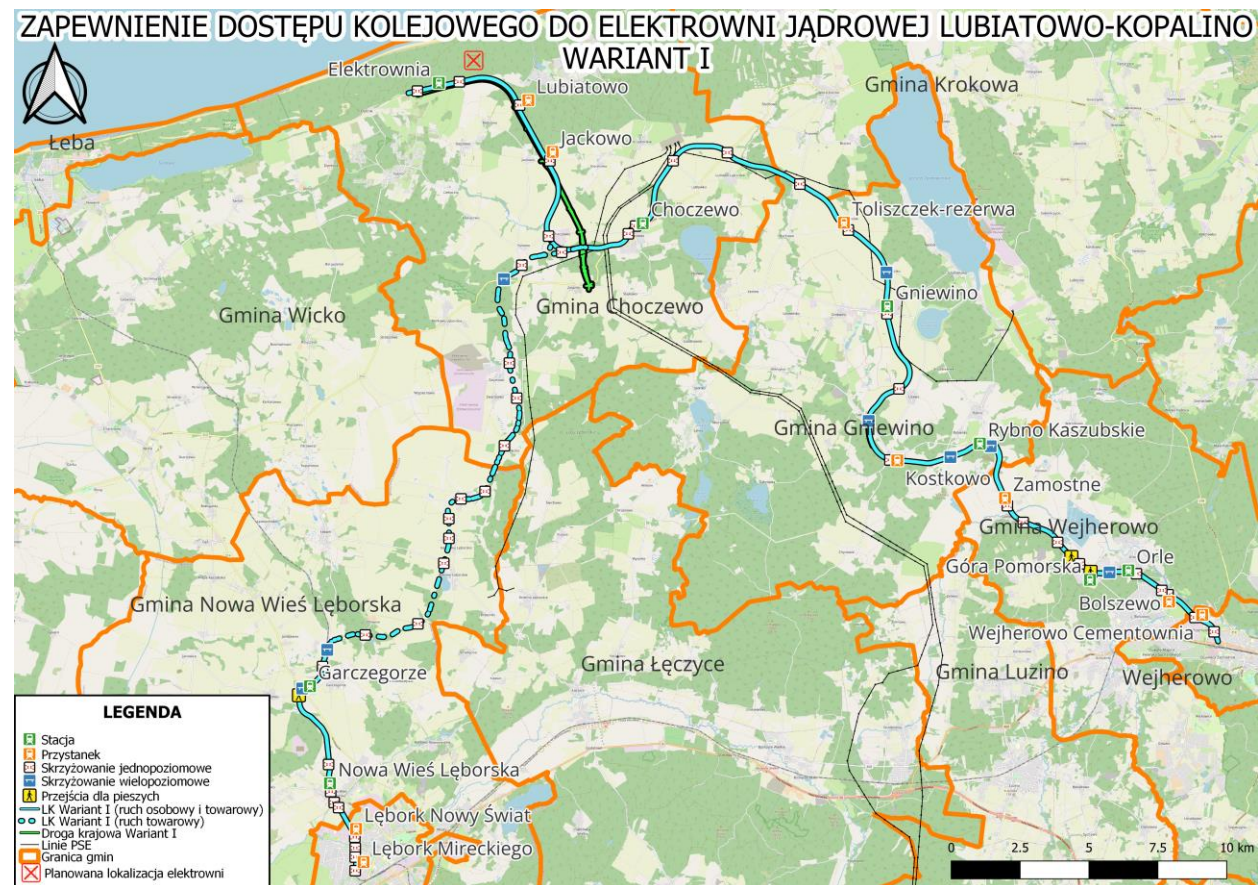 ZAPEWNIENIE DOSTĘPU KOLEJOWEGO DO ELEKTROWNI JĄDROWEJ LUBIATOWO-KOPALINO
WARIANT I
Elektrownia
Lubiatowo
Gmina Krokowa
Łeba
Jackowo
Choczewo
Toliszczek-rezerwa
Gniewino
Gmina Wicko
Gmina Choczewo
Gmina Gniewino
Rybno Kaszubskie
Kostkowo
Zamostne
Gmina Wejherowo
Góra Pomorska
Orle
Gmina Nowa Wieś Lęborska
Bolszewo
Wejherowo Cementownia
Garczegorze
Gmina Łęczyce
Gmina Luzino
Wejherowo
Nowa Wieś Lęborska
Lębork Nowy Świat
Lębork Mireckiego
LEGENDA
Stacja
Przystanek
Skrzyżowanie jednopoziomowe
Skrzyżowanie wielopoziomowe
Przejścia dla pieszych
LK Wariant I (ruch osobowy i towarowy)
LK Wariant I (ruch towarowy)
Droga krajowa Wariant I
Linie PSE
Granica gmin
Planowana lokalizacja elektrowni
0 2.5 5 7.5 10 km